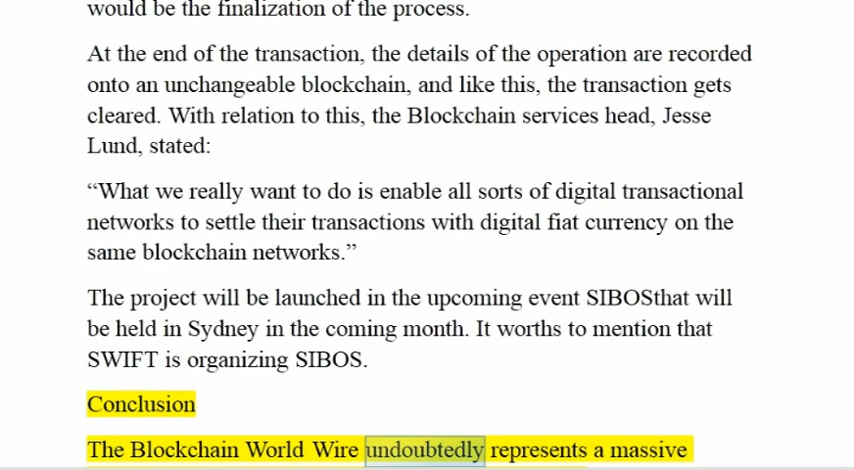 would be the finalization of the process.
At the end of the transaction, the details of the operation are recorded
onto an unchangeable blockchain, and like this, the transaction gets
cleared. With relation to this, the Blockchain services head, Jesse
Lund, stated:
“What we really want to do is enable all sorts of digital transactional
networks to settle their transactions with digital fiat currency on the
same blockchain networks.”
The project will be launched in the upcoming event SIBOSthat will
be held in Sydney in the coming month. It worths to mention that
SWIFT is organizing SIBOS.
Conclusion
The Blockchain World Wire undoubtedly represents a massive